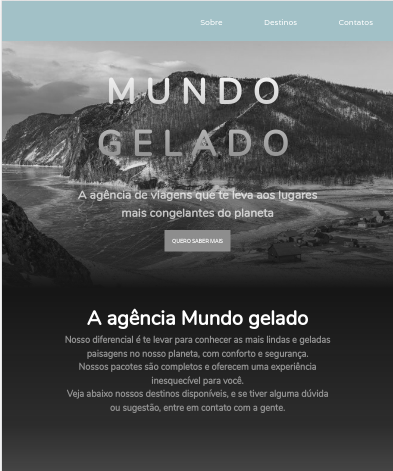 Sobre Destinos Contatos
MUNDO
GELADO
A agência de viagens que te leva aos lugares
mais congelantes do planeta
QUERO SABER MAIS
A agência Mundo gelado
Nosso diferencial é te levar para conhecer as mais lindas e geladas
paisagens no nosso planeta, com conforto e segurança.
Nossos pacotes são completos e oferecem uma experiência
inesquecível para você.
Veja abaixo nossos destinos disponíveis, e se tiver alguma dúvida
ou sugestão, entre em contato com a gente.